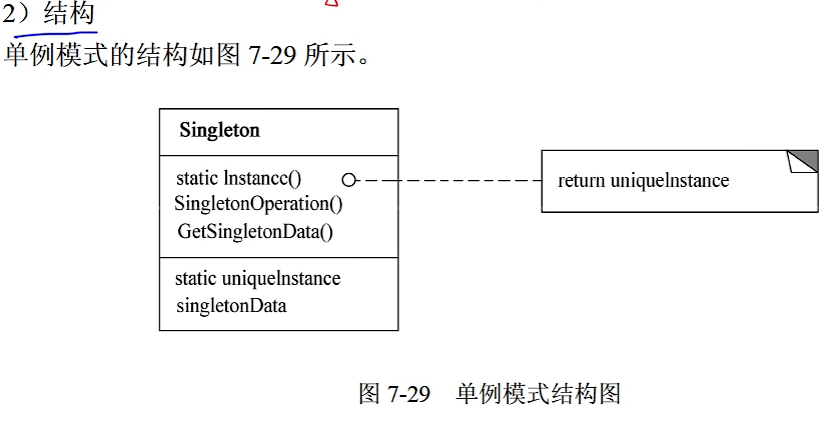 2）结构
单例模式的结构如图 7-29 所示。
Singleton
static Instance()
SingletonOperation()
GetSingletonData()
return uniqueInstance
static uniqueInstance
singletonData
图 7-29 单例模式结构图